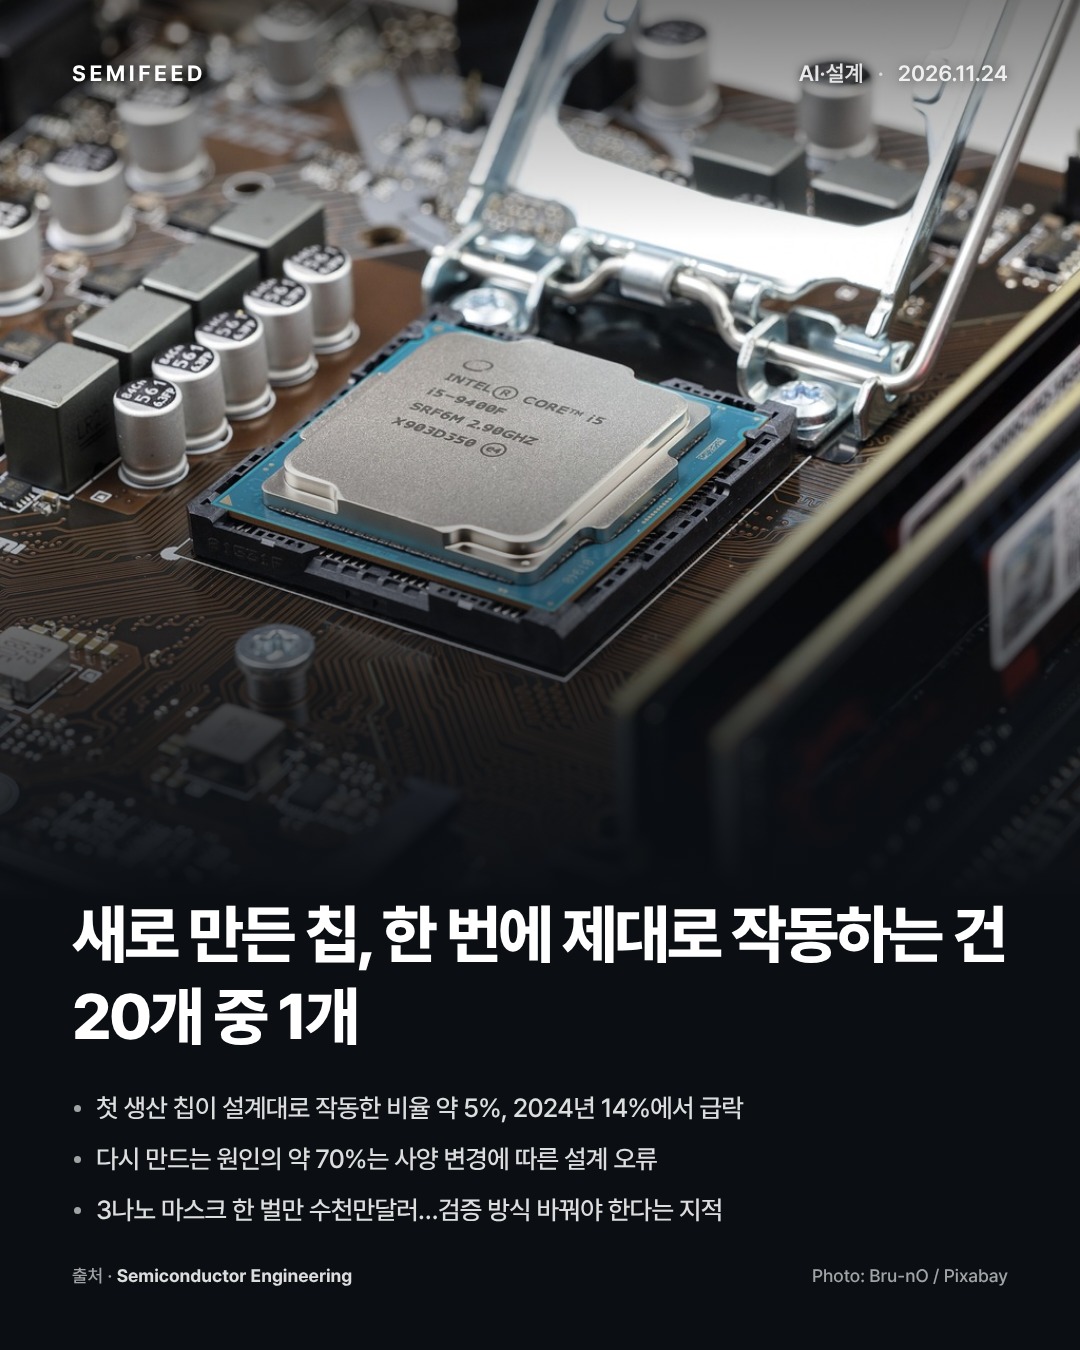 SEMIFEED
AI·설계 · 2026.11.24
INTEL® CORE™ i5
i5-9400F
SRF6M 2.90GHZ
X903D350 e4
561
561
561
새로 만든 칩, 한 번에 제대로 작동하는 건
20개 중 1개
• 첫 생산 칩이 설계대로 작동한 비율 약 5%, 2024년 14%에서 급락
• 다시 만드는 원인의 약 70%는 사양 변경에 따른 설계 오류
• 3나노 마스크 한 벌만 수천만달러...검증 방식 바꿔야 한다는 지적
출처 · Semiconductor Engineering
Photo: Bru-nO / Pixabay